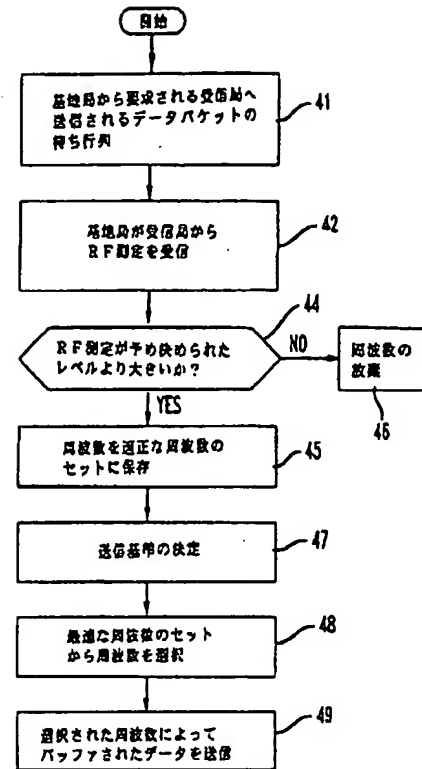 開始
基地局から要求される受信局へ
送信されるデータパケットの
待ち行列
41
基地局が受信局から
RF測定を受信
42
44
RF測定が予め決められた
レベルより大きいか?
NO
周波数の
放棄
46
YES
周波数を適正な周波数の
セットに保存
45
送信基準の決定
47
最適な周波数のセット
から周波数を選択
48
選択された周波数によって
バッファされたデータを送信
49